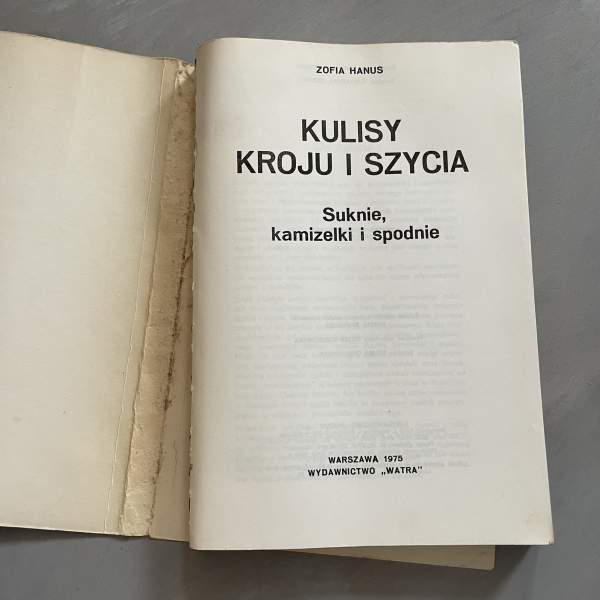 ZOFIA HANUS
KULISY
KROJU I SZYCIA
Suknie,
kamizelki i spodnie
WARSZAWA 1975
WYDAWNICTWO „WATRA"